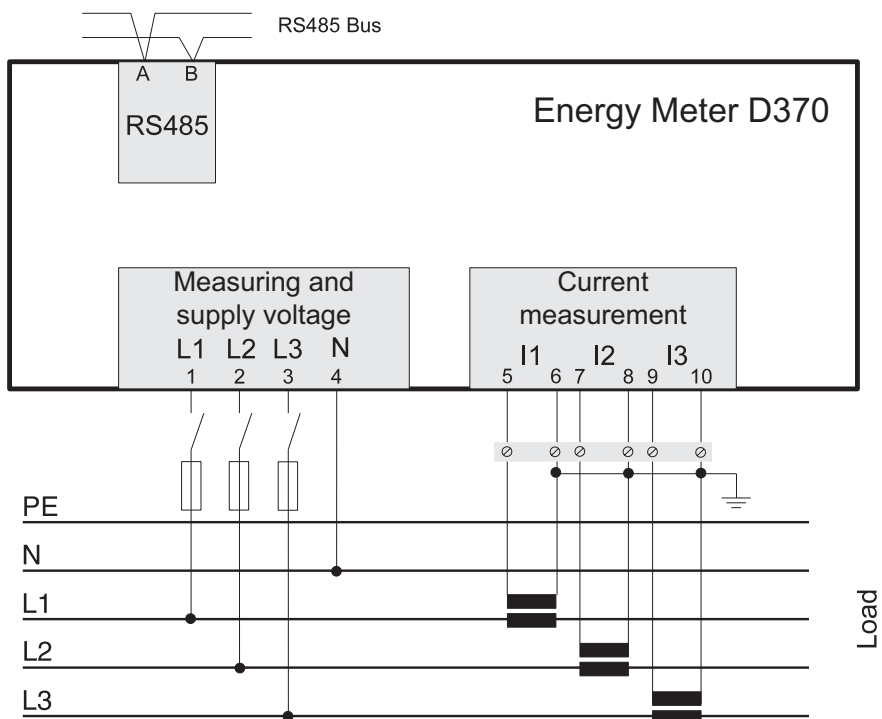 RS485 Bus
A B
RS485
Energy Meter D370
Measuring and
supply voltage
L1 L2 L3 N
1 2 3 4
Current
measurement
I1 I2 I3
5 6 7 8 9 10
PE
N
L1
L2
L3
Load